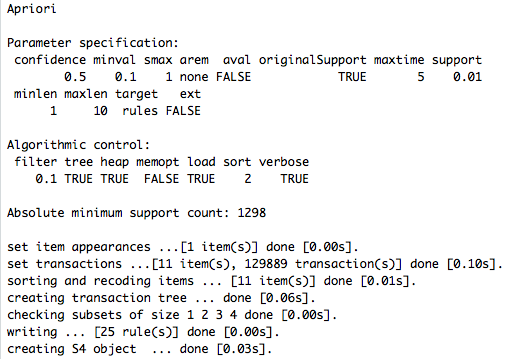 Apriori
Parameter specification:
confidence minval smax arem aval originalSupport maxtime support
0.5 0.1 1 none FALSE TRUE 5 0.01
minlen maxlen target ext
1 10 rules FALSE
Algorithmic control:
filter tree heap memopt load sort verbose
0.1 TRUE TRUE FALSE TRUE 2 TRUE
Absolute minimum support count: 1298
set item appearances ...[1 item(s)] done [0.00s].
set transactions ...[11 item(s), 129889 transaction(s)] done [0.10s].
sorting and recoding items ... [11 item(s)] done [0.01s].
creating transaction tree ... done [0.06s].
checking subsets of size 1 2 3 4 done [0.00s].
writing ... [25 rule(s)] done [0.00s].
creating S4 object ... done [0.03s].